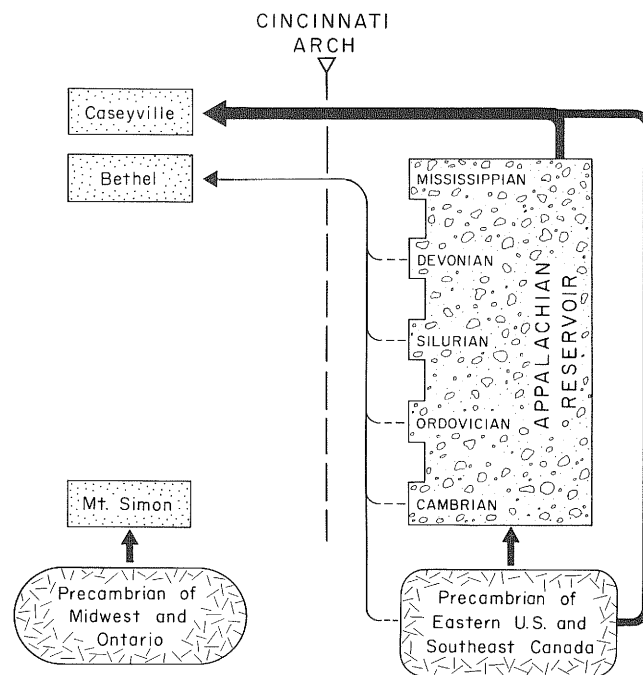 CINCINNATI
ARCH
Caseyville
Bethel
MISSISSIPPIAN
DEVONIAN
SILURIAN
ORDOVICIAN
CAMBRIAN
APPALACHIAN
RESERVOIR
Mt. Simon
Precambrian of
Midwest and
Ontario
Precambrian of
Eastern U.S. and
Southeast Canada